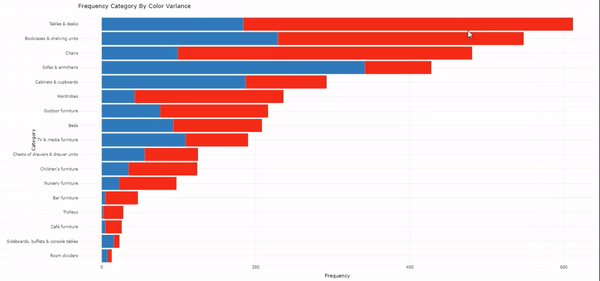 Frequency Category By Color Variance
Tables & desks
Bookcases & shelving units
Chairs
Sofas & armchairs
Cabinets & cupboards
Wardrobes
Outdoor furniture
Beds
TV & media furniture
Chests of drawers & drawer units
Children's furniture
Nursery furniture
Bar furniture
Trolleys
Café furniture
Sideboards, buffets & console tables
Room dividers
Category
0 200 400 600
Frequency